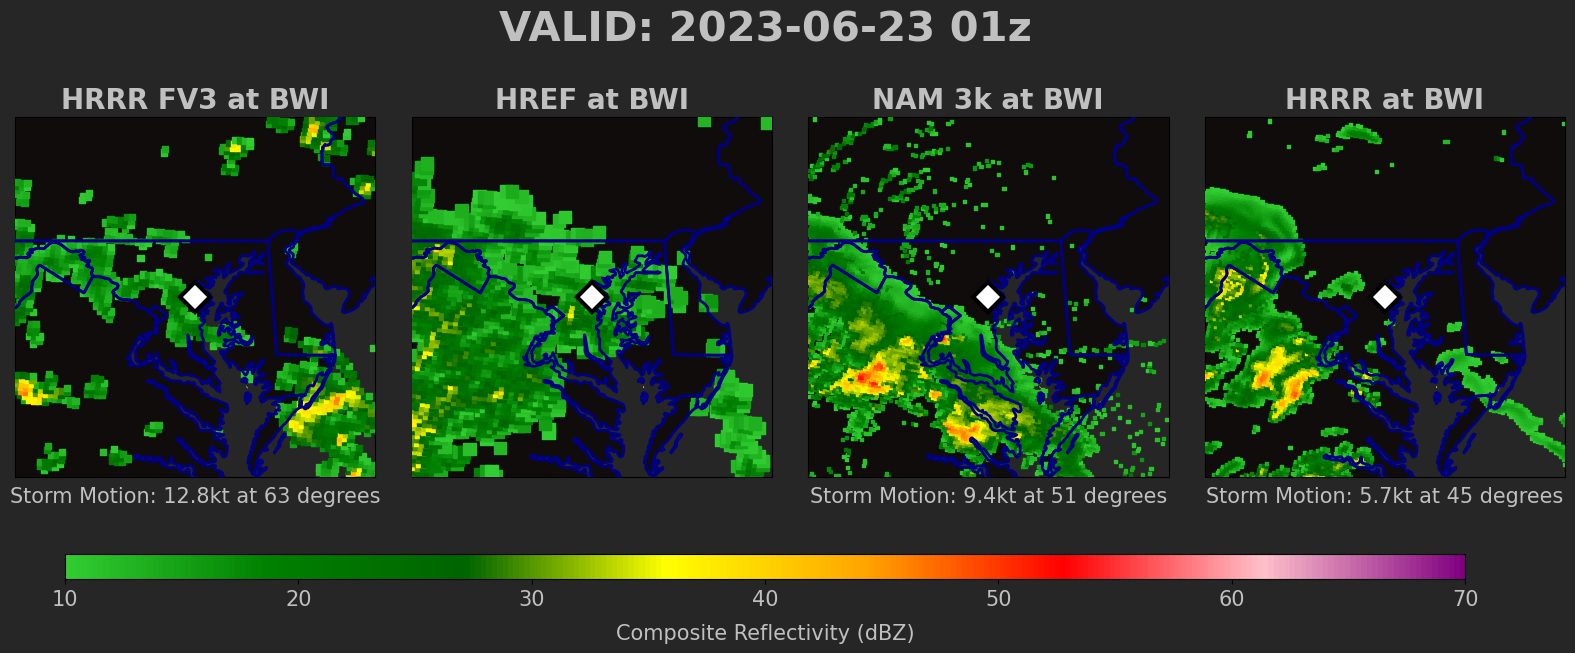 VALID: 2023-06-23 01z
HRRR FV3 at BWI
HREF at BWI
NAM 3k at BWI
HRRR at BWI
Storm Motion: 12.8kt at 63 degrees
Storm Motion: 9.4kt at 51 degrees
Storm Motion: 5.7kt at 45 degrees
10 20 30 40 50 60 70
Composite Reflectivity (dBZ)